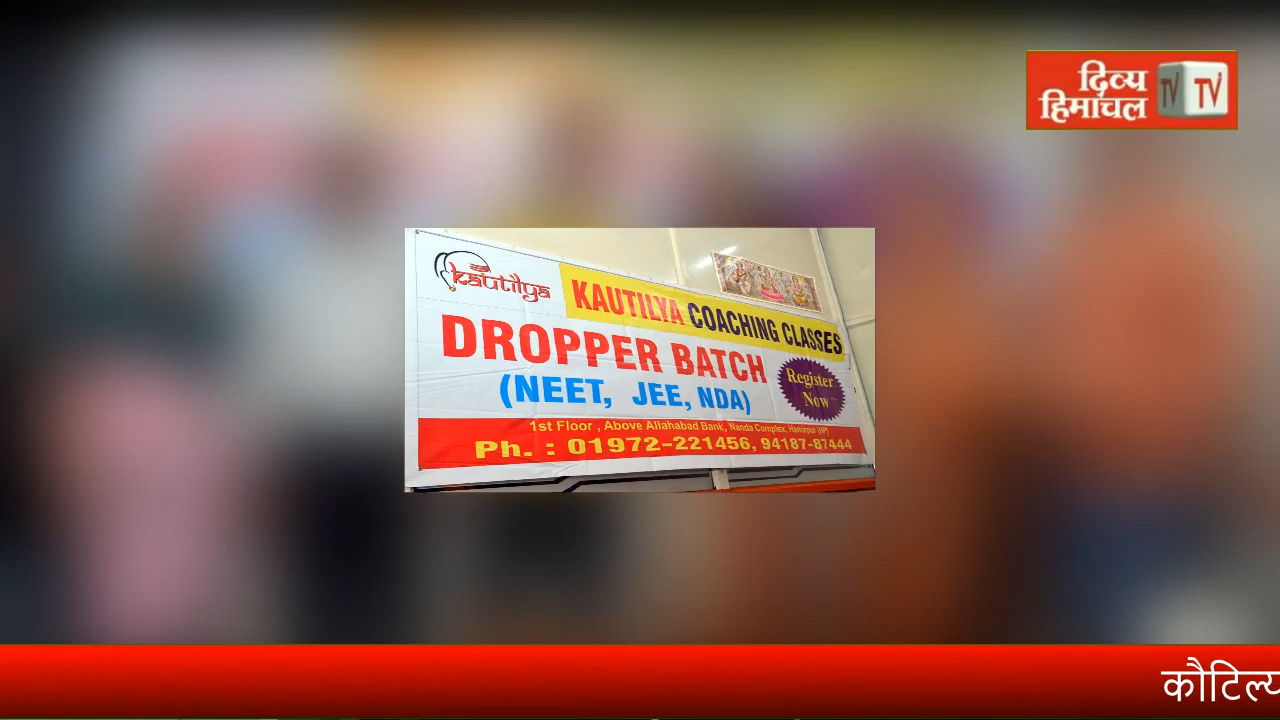 दिव्य
हिमाचल
TV TV
kautilya
KAUTILYA COACHING CLASSES
DROPPER BATCH
(NEET, JEE, NDA)
Register
Now
1st Floor , Above Allahabad Bank, Nanda Complex, Hamirpur (HP)
Ph. : 01972-221456, 94187-87444
कौटिल्य